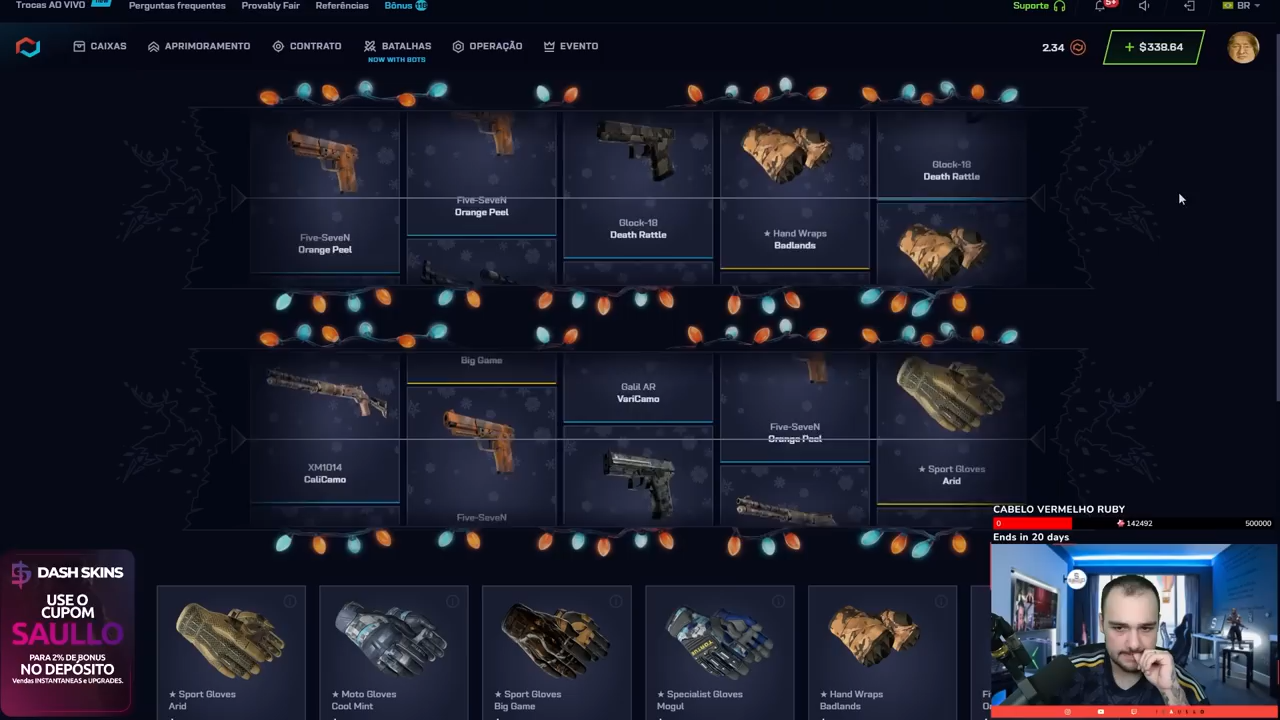 Trocas AO VIVO
Perguntas frequentes
Provably Fair
Referências
Bônus
Suporte
5+
BR
CAIXAS
APRIMORAMENTO
CONTRATO
BATALHAS
NOW WITH BOTS
OPERAÇÃO
EVENTO
2.34
+ $338.64
Five-SeveN
Orange Peel
Five-SeveN
Orange Peel
Glock-18
Death Rattle
★ Hand Wraps
Badlands
Glock-18
Death Rattle
XM1014
CaliCamo
Big Game
Five-SeveN
Galil AR
VariCamo
Five-SeveN
Orange Peel
★ Sport Gloves
Arid
CABELO VERMELHO RUBY
0
142492
500000
Ends in 20 days
DASH SKINS
USE O
CUPOM
SAULLO
PARA 2% DE BONUS
NO DEPÓSITO
Vendas INSTANTANEAS e UPGRADES.
★ Sport Gloves
Arid
★ Moto Gloves
Cool Mint
★ Sport Gloves
Big Game
★ Specialist Gloves
Mogul
★ Hand Wraps
Badlands